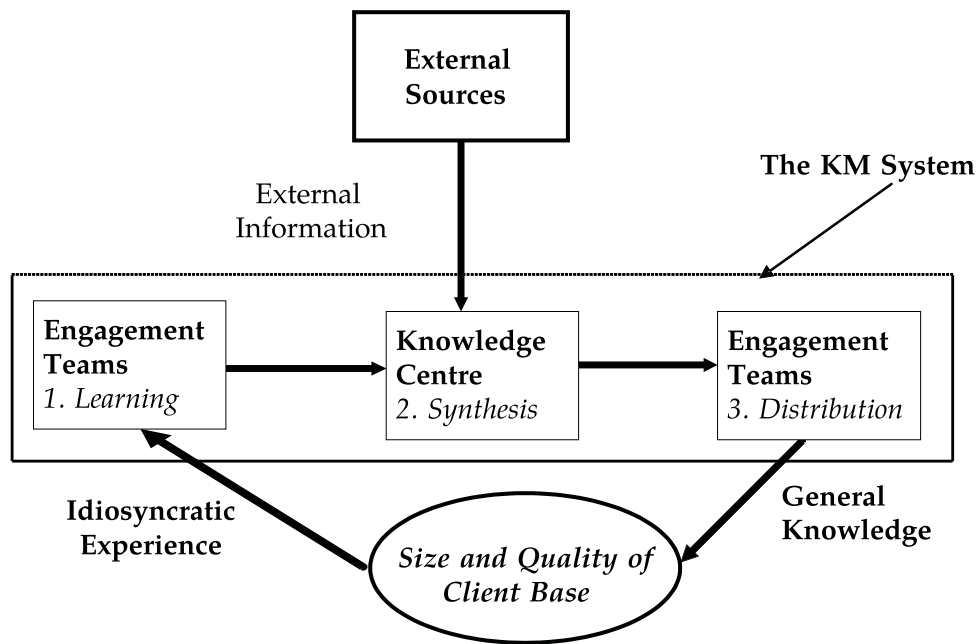 External
Sources
The KM System
External
Information
Engagement
Teams
1. Learning
Knowledge
Centre
2. Synthesis
Engagement
Teams
3. Distribution
Idiosyncratic
Experience
General
Knowledge
Size and Quality of
Client Base